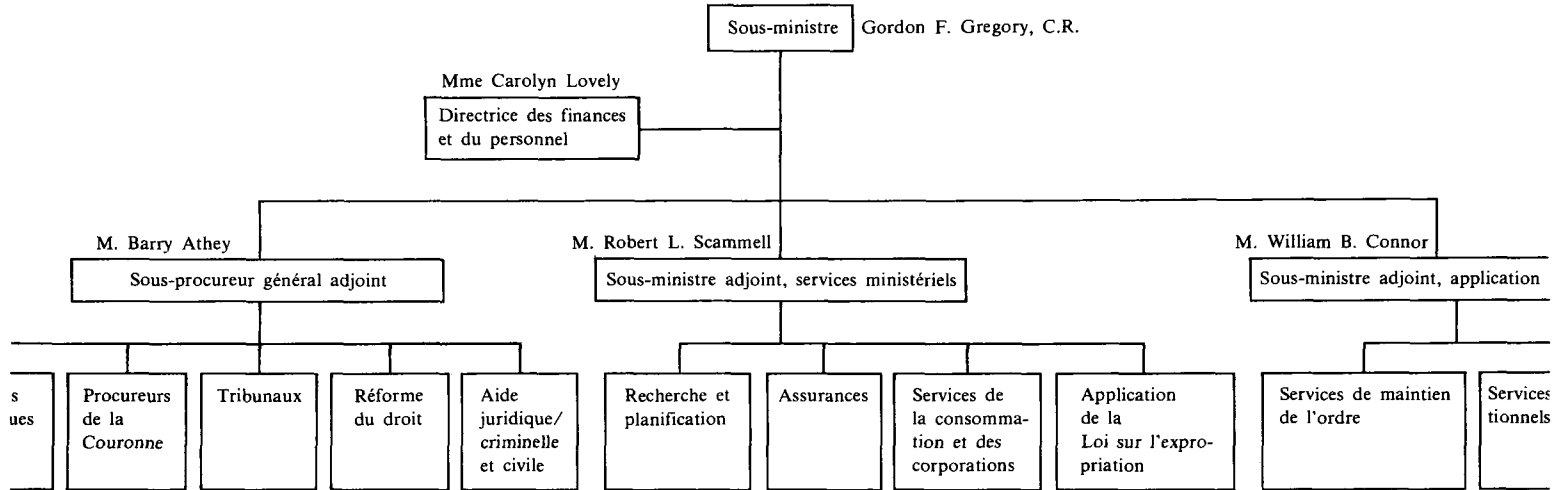 Sous-ministre Gordon F. Gregory, C.R.
Mme Carolyn Lovely
Directrice des finances
et du personnel
M. Barry Athey
Sous-procureur général adjoint
M. Robert L. Scammell
Sous-ministre adjoint, services ministériels
M. William B. Connor
Sous-ministre adjoint, application
s
ues
Procureurs
de la
Couronne
Tribunaux
Réforme
du droit
Aide
juridique/
criminelle
et civile
Recherche et
planification
Assurances
Services de
la consomma-
tion et des
corporations
Application
de la
Loi sur l'expro-
priation
Services de maintien
de l'ordre
Services
tionnels